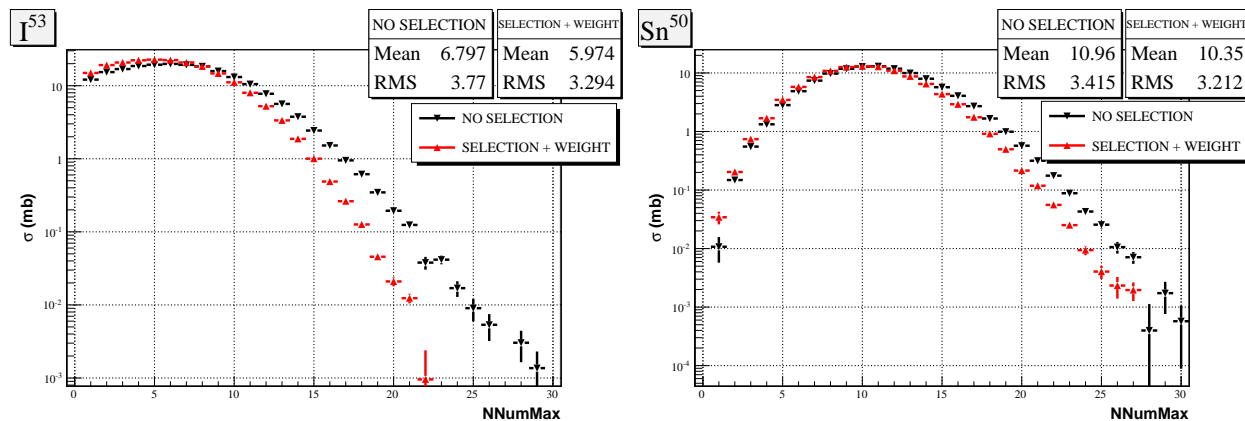 I53
NO SELECTION
Mean 6.797
RMS 3.77
SELECTION + WEIGHT
Mean 5.974
RMS 3.294
NO SELECTION
SELECTION + WEIGHT
σ (mb)
10
1
10-1
10-2
10-3
0 5 10 15 20 25 30
NNumMax
Sn50
NO SELECTION
Mean 10.96
RMS 3.415
SELECTION + WEIGHT
Mean 10.35
RMS 3.212
NO SELECTION
SELECTION + WEIGHT
σ (mb)
10
1
10-1
10-2
10-3
10-4
0 5 10 15 20 25 30
NNumMax